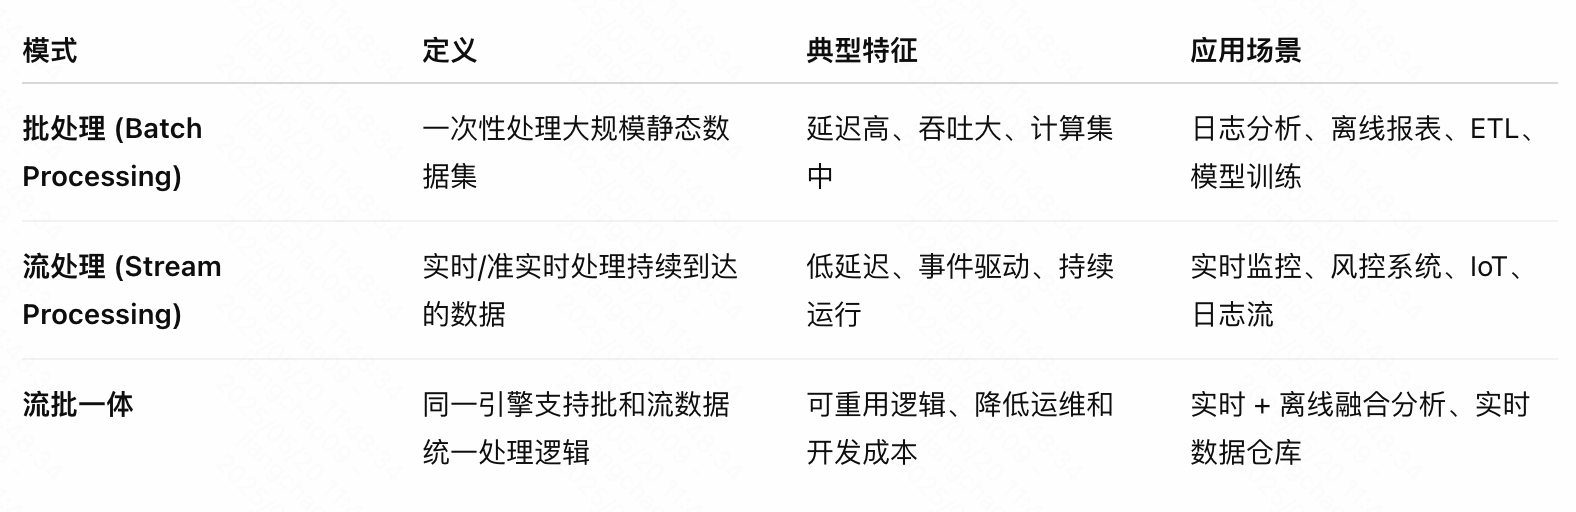 模式 定义 典型特征 应用场景
批处理 (Batch 一次性处理大规模静态数 延迟高、吞吐大、计算集 日志分析、离线报表、ETL、
Processing) 据集 中 模型训练
流处理 (Stream 实时/准实时处理持续到达 低延迟、事件驱动、持续 实时监控、风控系统、IoT、
Processing) 的数据 运行 日志流
流批一体 同一引擎支持批和流数据 可重用逻辑、降低运维和 实时 + 离线融合分析、实时
统一处理逻辑 开发成本 数据仓库